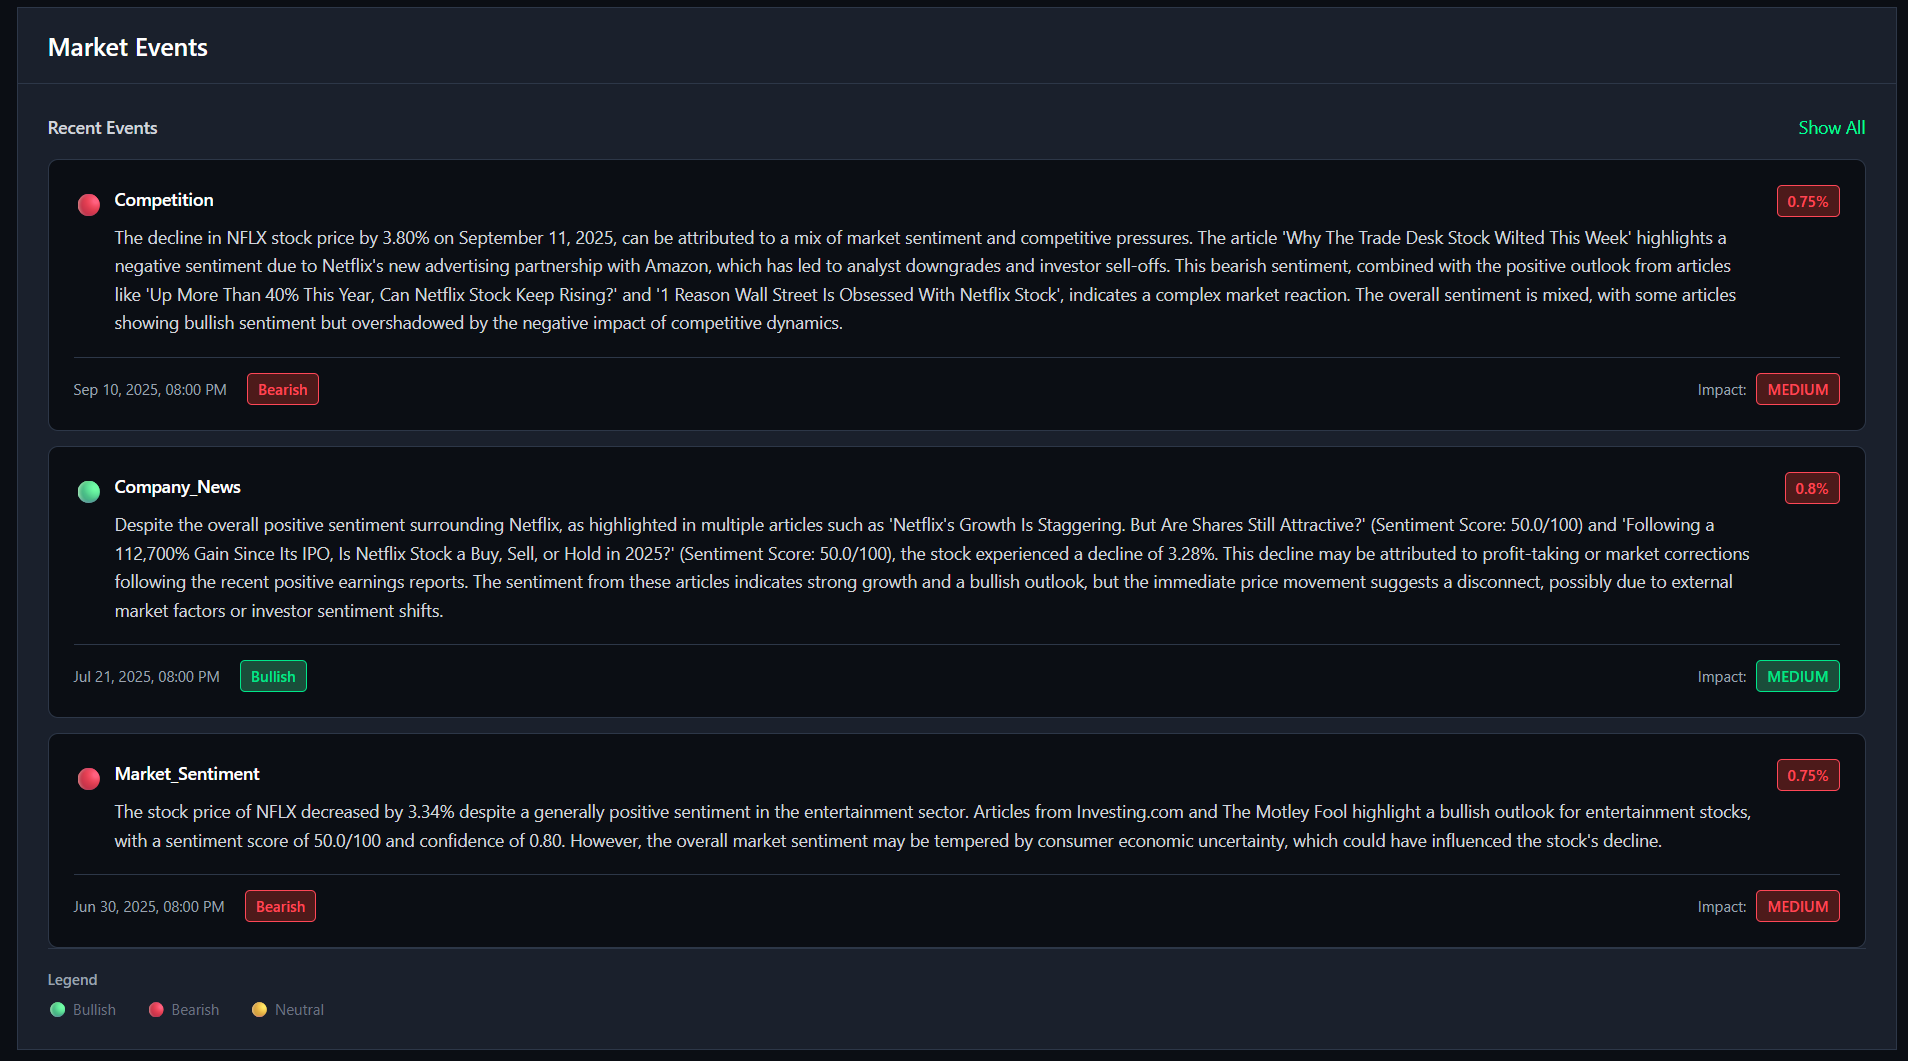 Market Events
Recent Events
Show All
Competition
0.75%
The decline in NFLX stock price by 3.80% on September 11, 2025, can be attributed to a mix of market sentiment and competitive pressures. The article 'Why The Trade Desk Stock Wilted This Week' highlights a
negative sentiment due to Netflix's new advertising partnership with Amazon, which has led to analyst downgrades and investor sell-offs. This bearish sentiment, combined with the positive outlook from articles
like 'Up More Than 40% This Year, Can Netflix Stock Keep Rising?' and '1 Reason Wall Street Is Obsessed With Netflix Stock', indicates a complex market reaction. The overall sentiment is mixed, with some articles
showing bullish sentiment but overshadowed by the negative impact of competitive dynamics.
Sep 10, 2025, 08:00 PM
Bearish
Impact:
MEDIUM
Company_News
0.8%
Despite the overall positive sentiment surrounding Netflix, as highlighted in multiple articles such as 'Netflix's Growth Is Staggering. But Are Shares Still Attractive?' (Sentiment Score: 50.0/100) and 'Following a
112,700% Gain Since Its IPO, Is Netflix Stock a Buy, Sell, or Hold in 2025?' (Sentiment Score: 50.0/100), the stock experienced a decline of 3.28%. This decline may be attributed to profit-taking or market corrections
following the recent positive earnings reports. The sentiment from these articles indicates strong growth and a bullish outlook, but the immediate price movement suggests a disconnect, possibly due to external
market factors or investor sentiment shifts.
Jul 21, 2025, 08:00 PM
Bullish
Impact:
MEDIUM
Market_Sentiment
0.75%
The stock price of NFLX decreased by 3.34% despite a generally positive sentiment in the entertainment sector. Articles from Investing.com and The Motley Fool highlight a bullish outlook for entertainment stocks,
with a sentiment score of 50.0/100 and confidence of 0.80. However, the overall market sentiment may be tempered by consumer economic uncertainty, which could have influenced the stock's decline.
Jun 30, 2025, 08:00 PM
Bearish
Impact:
MEDIUM
Legend
Bullish
Bearish
Neutral